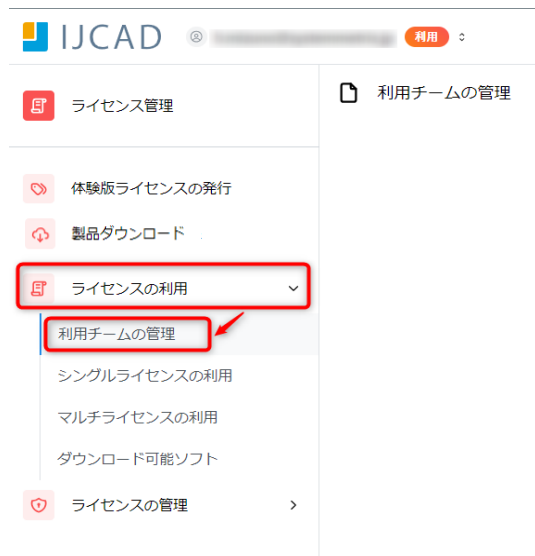 IJCAD
利用
ライセンス管理
利用チームの管理
体験版ライセンスの発行
製品ダウンロード
ライセンスの利用
利用チームの管理
シングルライセンスの利用
マルチライセンスの利用
ダウンロード可能ソフト
ライセンスの管理